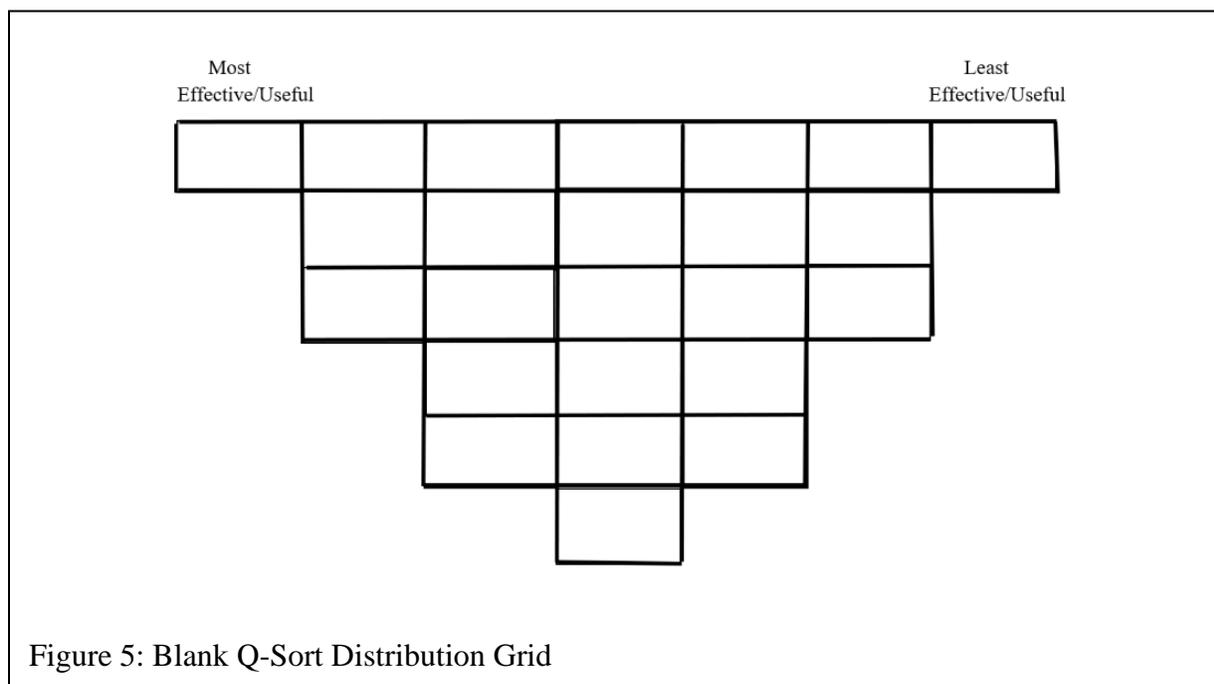 Most
Effective/Useful
Least
Effective/Useful
Figure 5: Blank Q-Sort Distribution Grid